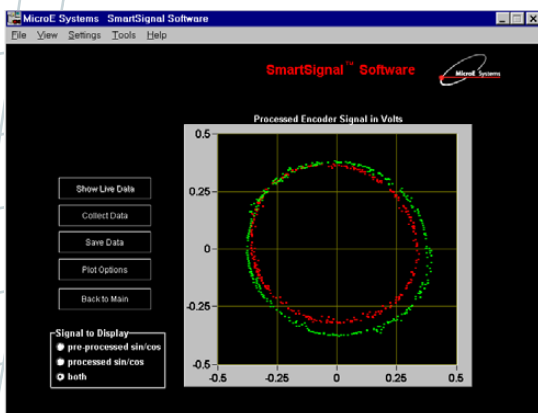 MicroE Systems   SmartSignal Software
File View Settings Tools Help
SmartSignal™ Software
MicroE Systems
Processed Encoder Signal in Volts
0.5
0.25
0
-0.25
-0.5
-0.5 -0.25 0 0.25 0.5
Show Live Data
Collect Data
Save Data
Plot Options
Back to Main
Signal to Display
pre-processed sin/cos
processed sin/cos
both